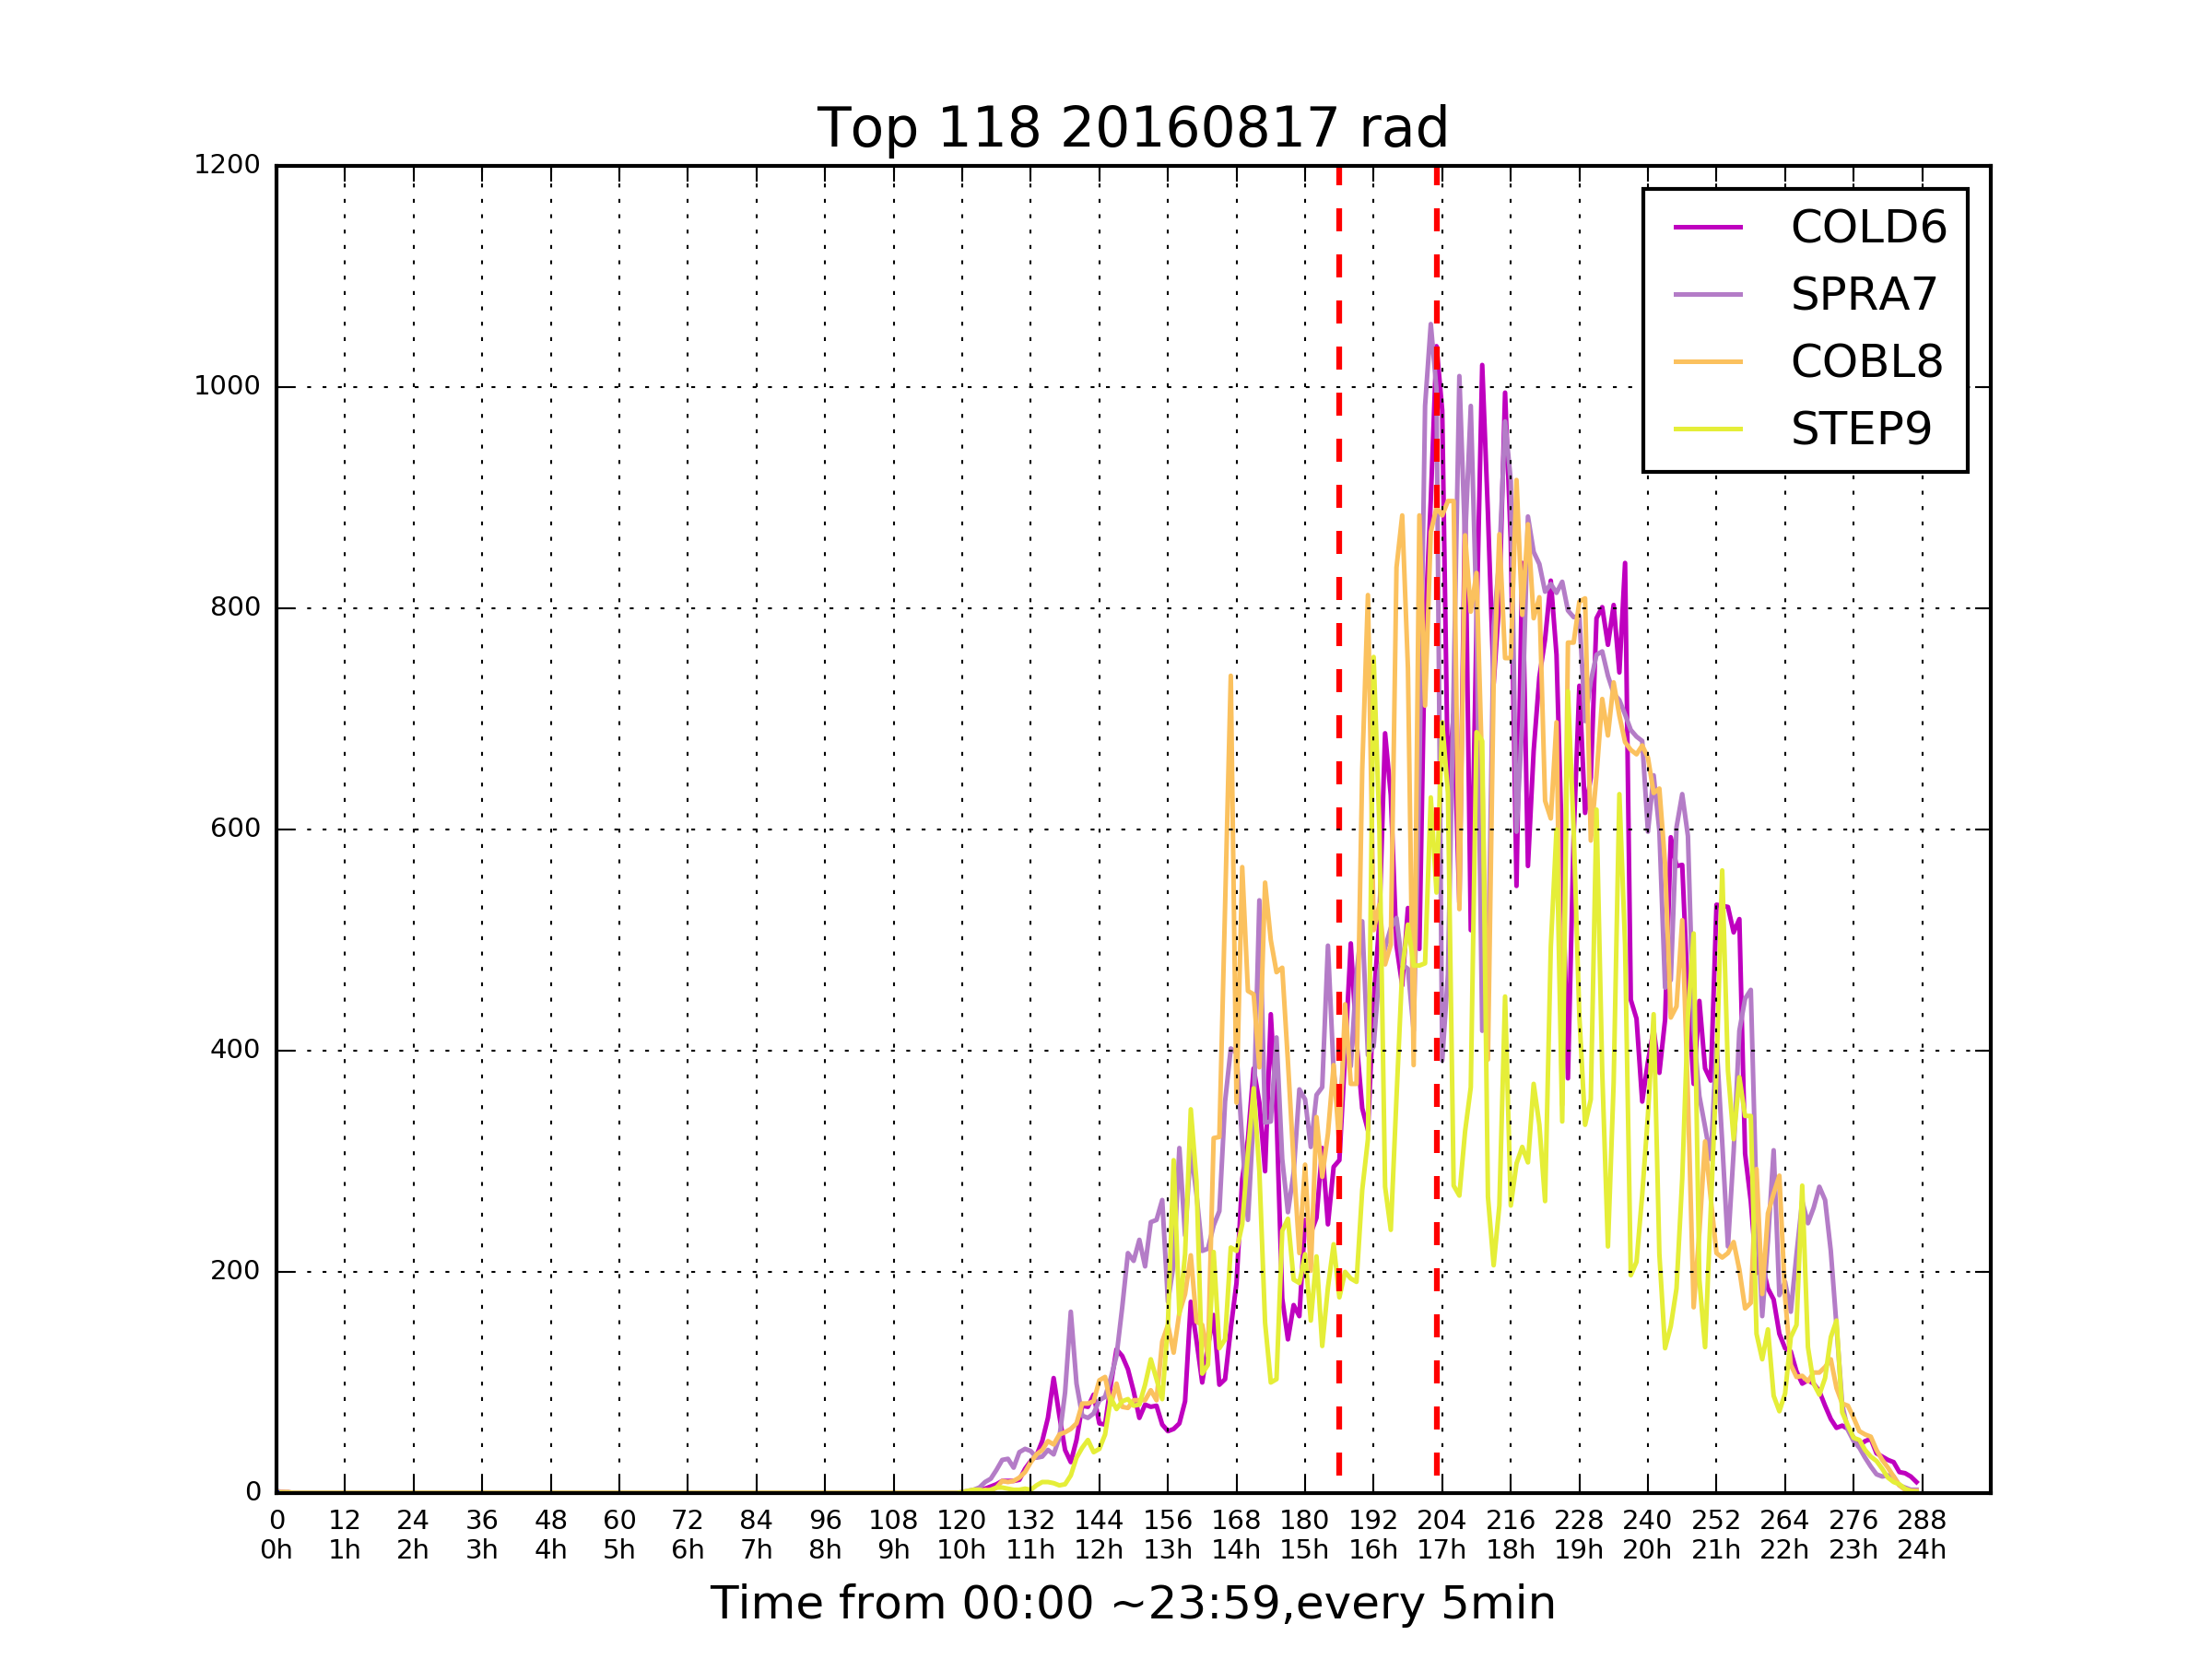 Top 118 20160817 rad
1200
1000
800
600
400
200
0
COLD6
SPRA7
COBL8
STEP9
0 12 24 36 48 60 72 84 96 108 120 132 144 156 168 180 192 204 216 228 240 252 264 276 288
0h 1h 2h 3h 4h 5h 6h 7h 8h 9h 10h 11h 12h 13h 14h 15h 16h 17h 18h 19h 20h 21h 22h 23h 24h
Time from 00:00 ~23:59,every 5min